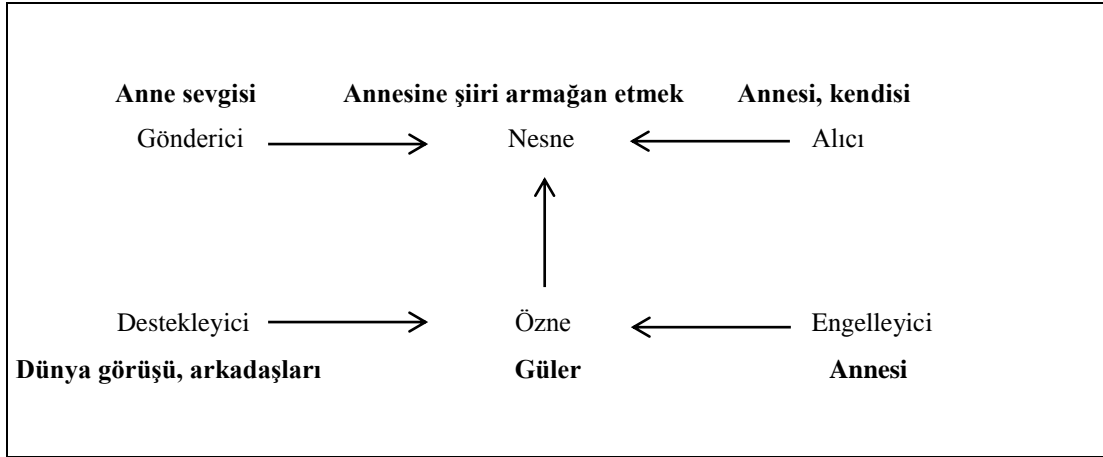 Anne sevgisi Annesine şiiri armağan etmek Annesi, kendisi
Gönderici Nesne Alıcı
Destekleyici Özne Engelleyici
Dünya görüşü, arkadaşları Güler Annesi